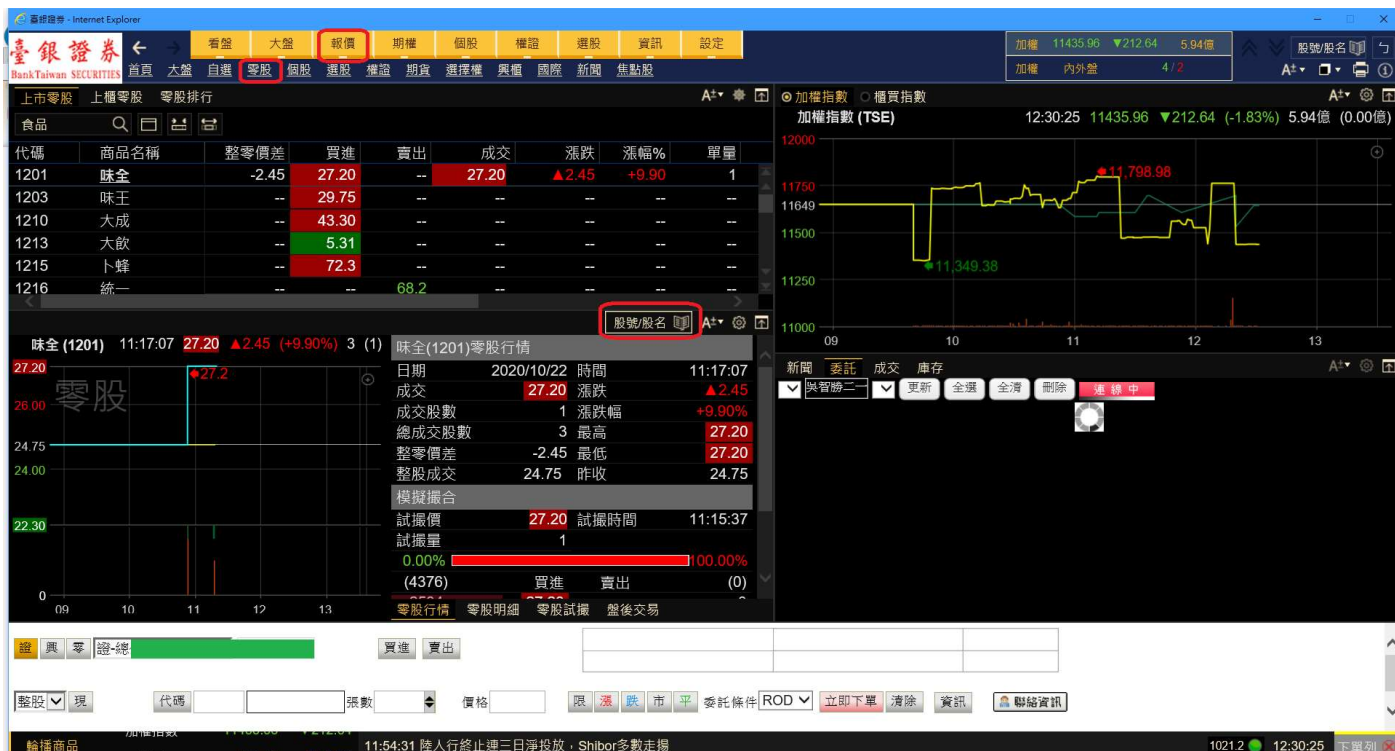 臺銀證券 - Internet Explorer
臺銀證券
BankTaiwan SECURITIES
看盤 大盤 報價 期權 個股 權證 選股 資訊 設定
首頁 大盤 自選 零股 個股 選股 權證 期貨 選擇權 興櫃 國際 新聞 焦點股
加權 11435.96 ▼212.64 5.94億
加權 內外盤 4/2
股號/股名
A±
上市零股 上櫃零股 零股排行 A±
食品
代碼 商品名稱 整零價差 買進 賣出 成交 漲跌 漲幅% 單量
1201 味全 -2.45 27.20 -- 27.20 ▲2.45 +9.90 1
1203 味王 -- 29.75 -- -- -- -- --
1210 大成 -- 43.30 -- -- -- -- --
1213 大飲 -- 5.31 -- -- -- -- --
1215 卜蜂 -- 72.3 -- -- -- -- --
1216 統一 -- -- 68.2 -- -- -- --
加權指數 櫃買指數 A±
加權指數 (TSE) 12:30:25 11435.96 ▼212.64 (-1.83%) 5.94億 (0.00億)
12000
11750
11649
11500
11250
11000
11,798.98
11,349.38
09 10 11 12 13
股號/股名 A±
味全 (1201) 11:17:07 27.20 ▲2.45 (+9.90%) 3 (1)
27.20
26.00
24.75
24.00
22.30
0
零股
27.2
09 10 11 12 13
味全(1201)零股行情
日期 2020/10/22 時間 11:17:07
成交 27.20 漲跌 ▲2.45
成交股數 1 漲跌幅 +9.90%
總成交股數 3 最高 27.20
整零價差 -2.45 最低 27.20
整股成交 24.75 昨收 24.75
模擬撮合
試撮價 27.20 試撮時間 11:15:37
試撮量 1
0.00% 100.00%
(4376) 買進 賣出 (0)
零股行情 零股明細 零股試撮 盤後交易
新聞 委託 成交 庫存 A±
吳智勝二一 更新 全選 全清 刪除 連線中
證 興 零 證-總 買進 賣出
整股 現 代碼 張數 價格 限 漲 跌 市 平 委託條件 ROD 立即下單 清除 資訊 聯絡資訊
輪播商品 加權指數 11:54:31 陸人行終止連三日淨投放，Shibor多數走揚 1021.2 12:30:25 下單列